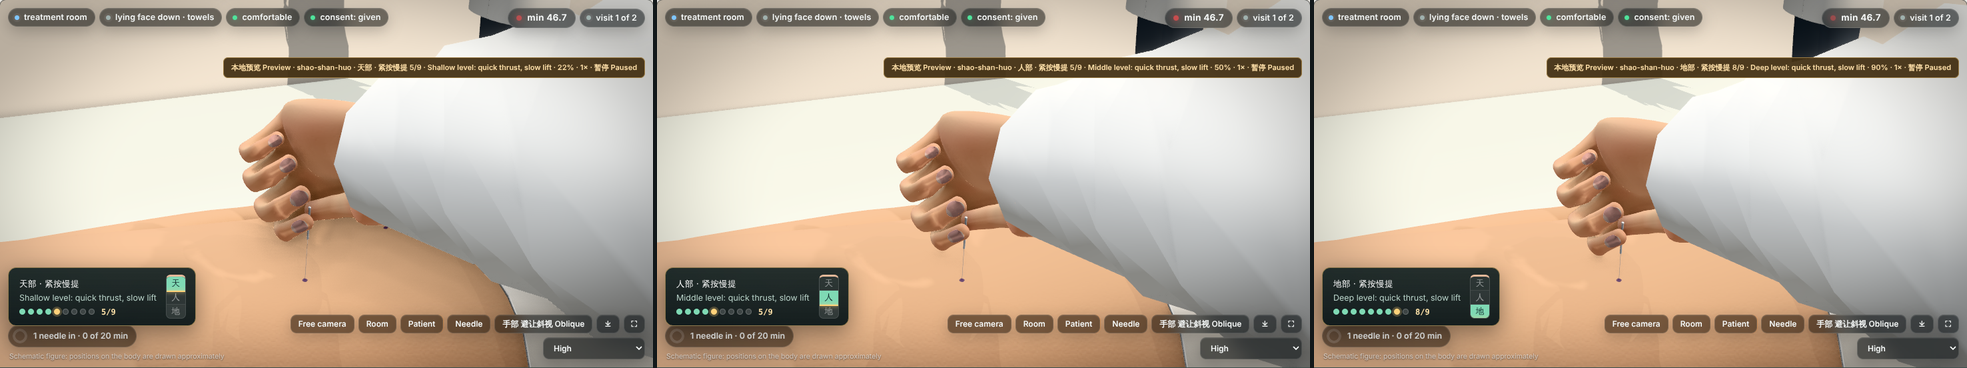 treatment room
lying face down · towels
comfortable
consent: given
min 46.7
visit 1 of 2
本地预览 Preview · shao-shan-huo · 天部 · 紧按慢提 5/9 · Shallow level: quick thrust, slow lift · 22% · 1× · 暂停 Paused
天部 · 紧按慢提
Shallow level: quick thrust, slow lift
5/9
天
人
地
1 needle in · 0 of 20 min
Free camera
Room
Patient
Needle
手部 避让斜视 Oblique
High
Schematic figure; positions on the body are drawn approximately
treatment room
lying face down · towels
comfortable
consent: given
min 46.7
visit 1 of 2
本地预览 Preview · shao-shan-huo · 人部 · 紧按慢提 5/9 · Middle level: quick thrust, slow lift · 50% · 1× · 暂停 Paused
人部 · 紧按慢提
Middle level: quick thrust, slow lift
5/9
天
人
地
1 needle in · 0 of 20 min
Free camera
Room
Patient
Needle
手部 避让斜视 Oblique
High
Schematic figure; positions on the body are drawn approximately
treatment room
lying face down · towels
comfortable
consent: given
min 46.7
visit 1 of 2
本地预览 Preview · shao-shan-huo · 地部 · 紧按慢提 8/9 · Deep level: quick thrust, slow lift · 90% · 1× · 暂停 Paused
地部 · 紧按慢提
Deep level: quick thrust, slow lift
8/9
天
人
地
1 needle in · 0 of 20 min
Free camera
Room
Patient
Needle
手部 避让斜视 Oblique
High
Schematic figure; positions on the body are drawn approximately